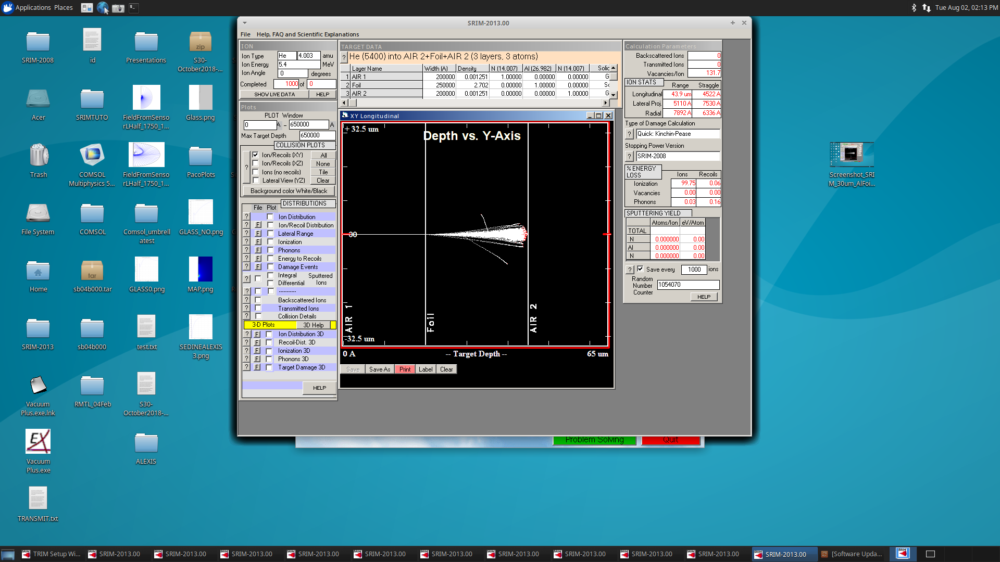 Applications Places
Tue Aug 02, 02:13 PM
SRIM-2008
id
Presentations
S30-
October2018-...
Acer
SRIMTUTO
FieldFromSenso
rLHalf_1750_1...
Glass.png
Trash
COMSOL
Multiphysics 5...
FieldFromSenso
rLHalf_1750_1...
PacoPlots
File System
COMSOL
Comsol_umbrell
atest
GLASS_NO.png
Home
sb04b000.tar
GLASS0.png
MAP.png
SRIM-2013
sb04b000
test.txt
SEDINEALEXIS
3.png
Vacuum
Plus.exe.lnk
RMTL_04Feb
S30-
October2018-...
Vacuum
Plus.exe
ALEXIS
TRANSMIT.txt
zip
tar
Screenshot_SRI
M_30um_AlFoi...
SRIM-2013.00
File Help, FAQ and Scientific Explanations
ION
Ion Type He 4.003 amu
Ion Energy 5.4 MeV
Ion Angle 0 degrees
Completed 1000 of 0
SHOW LIVE DATA HELP
Plots
PLOT Window
0 A - 650000 A
Max Target Depth 650000
COLLISION PLOTS
Ion/Recoils (XY) All
Ion/Recoils (XZ) None
? Ions (no recoils) Tile
Lateral View (YZ) Clear
Background color White/Black
DISTRIBUTIONS
File Plot
? Ion Distribution
? F Ion/Recoil Distribution
? F Lateral Range
? F Ionization
? F Phonons
? F Energy to Recoils
? F Damage Events
? Integral Sputtered
Differential Ions
? -----------
? Backscattered Ions
? Transmitted Ions
? Collision Details
3-D Plots 3D Help
? F Ion Distribution 3D
? F Recoil-Dist. 3D
? F Ionization 3D
? F Phonons 3D
? F Target Damage 3D
HELP
TARGET DATA
? He (5400) into AIR 2+Foil+AIR 2 (3 layers, 3 atoms)
Layer Name Width (A) Density N (14.007) Al (26.982) N (14.007) Solic
1 AIR 1 200000 0.001251 1.00000 0.00000 0.00000 G
2 Foil 250000 2.702 0.00000 1.00000 0.00000 Sc
3 AIR 2 200000 0.001251 0.00000 0.00000 1.00000 G
XY Longitudinal
+32.5 um
Depth vs. Y-Axis
AIR 1
Foil
AIR 2
-32.5 um
0 A -- Target Depth -- 65 um
Save Save As Print Label Clear
Calculation Parameters
Backscattered Ions 0
Transmitted Ions 0
Vacancies/Ion 131.7
ION STATS Range Straggle
Longitudinal 43.9 um 4522 A
Lateral Proj. 5110 A 7530 A
Radial 7892 A 6336 A
Type of Damage Calculation
? Quick: Kinchin-Pease
Stopping Power Version
? SRIM-2008
% ENERGY
LOSS Ions Recoils
Ionization 99.75 0.06
Vacancies 0.00 0.00
Phonons 0.03 0.16
SPUTTERING YIELD
Atoms/Ion eV/Atom
TOTAL
N 0.000000 0.00
Al 0.000000 0.00
N 0.000000 0.00
? Save every 1000 ions
Random
Number
Counter 1054070
HELP
Problem Solving Quit
TRIM Setup Wi... SRIM-2013.00 SRIM-2013.00 SRIM-2013.00 SRIM-2013.00 SRIM-2013.00 SRIM-2013.00 SRIM-2013.00 SRIM-2013.00 SRIM-2013.00 SRIM-2013.00 SRIM-2013.00 [Software Upda...